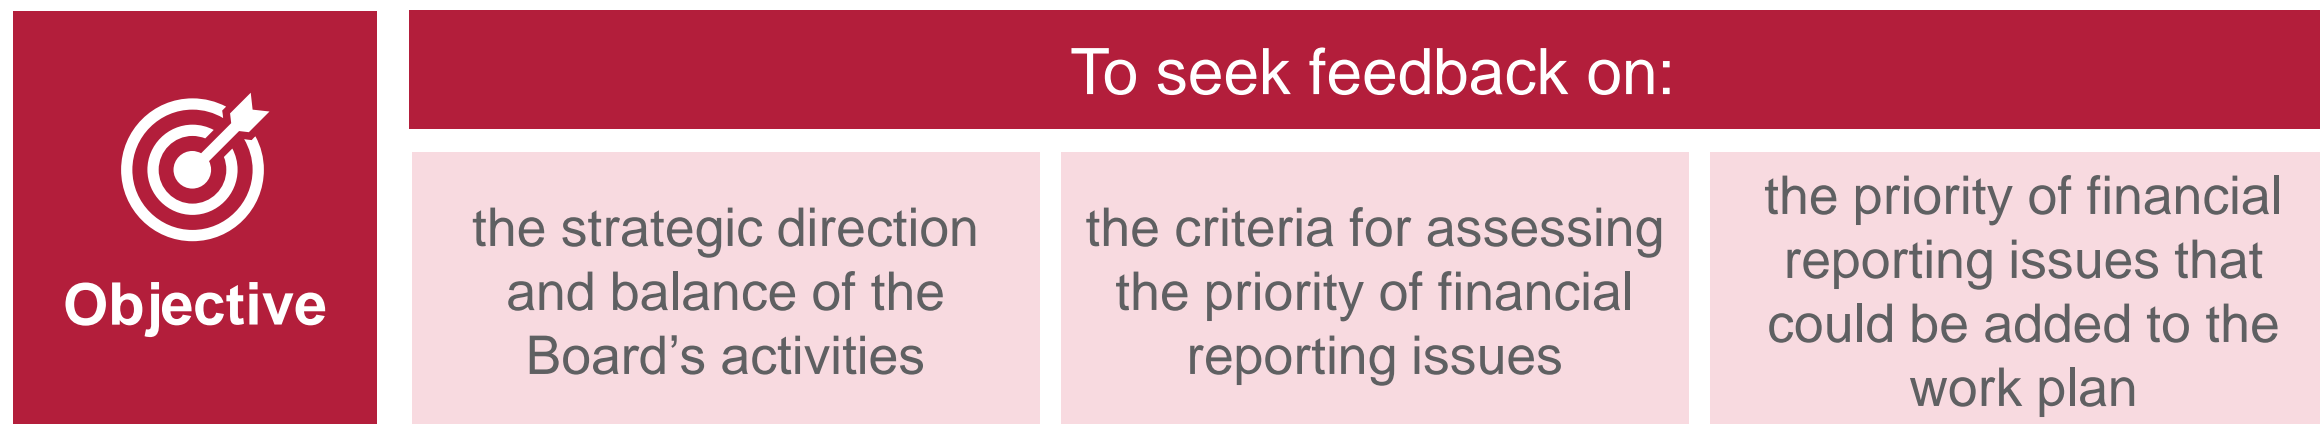 Objective
To seek feedback on:
the strategic direction
and balance of the
Board’s activities
the criteria for assessing
the priority of financial
reporting issues
the priority of financial
reporting issues that
could be added to the
work plan